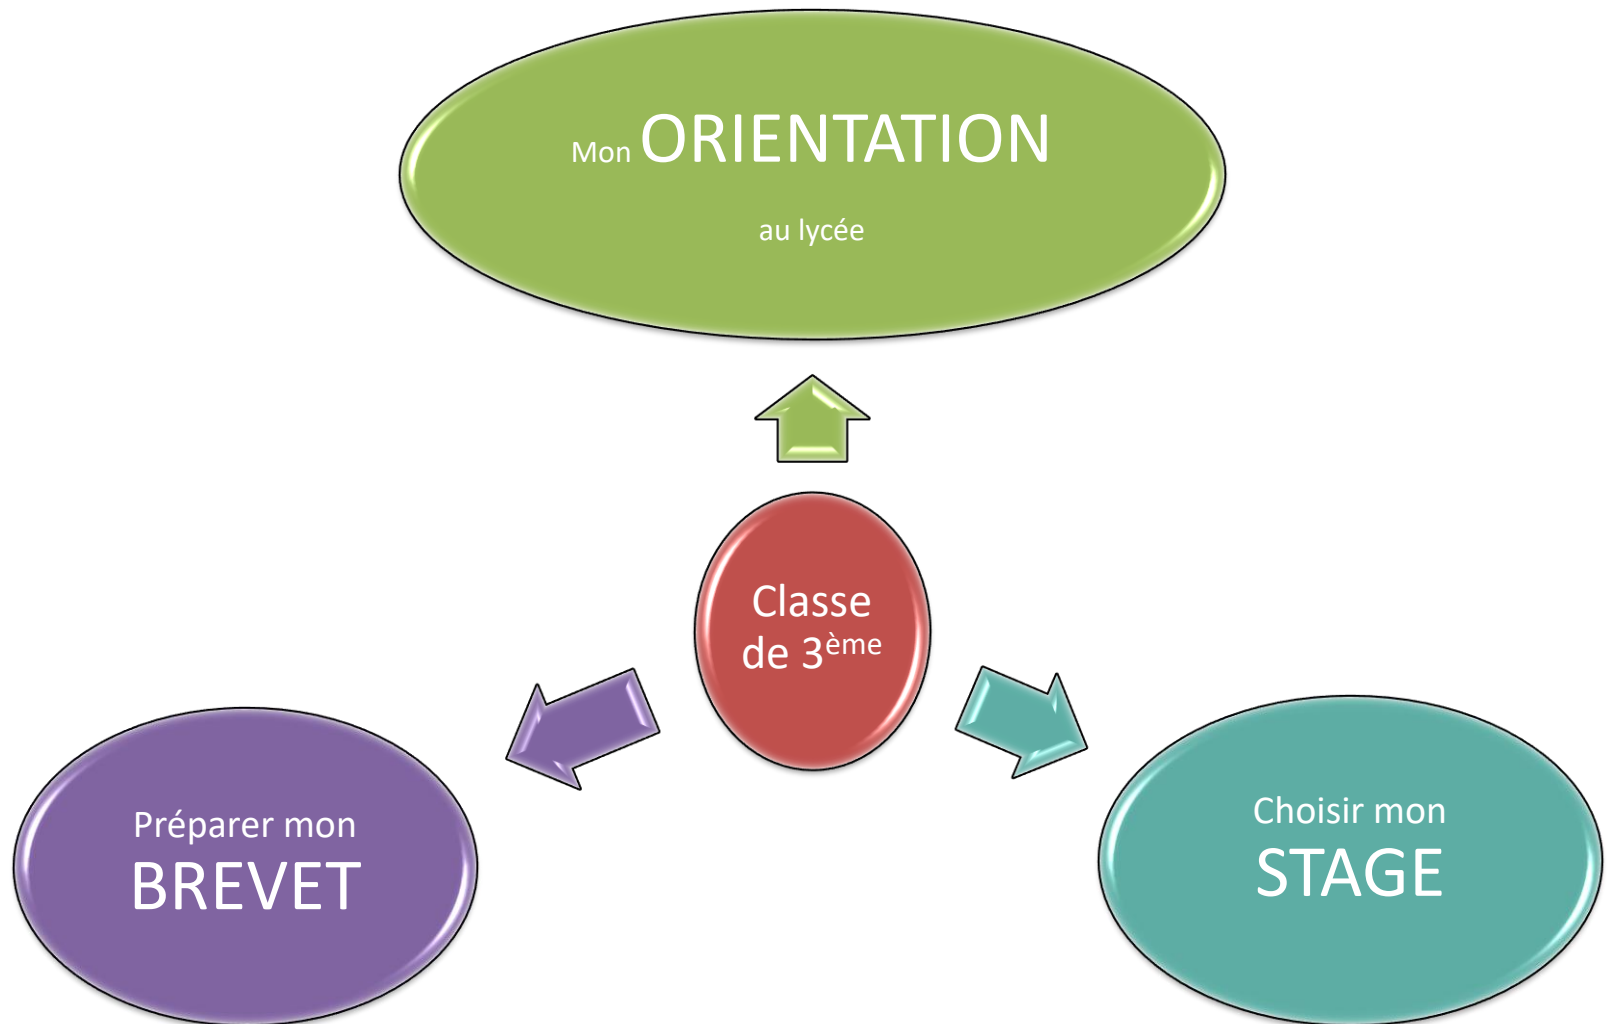 Mon ORIENTATION
au lycée
Classe
de 3ème
Préparer mon
BREVET
Choisir mon
STAGE